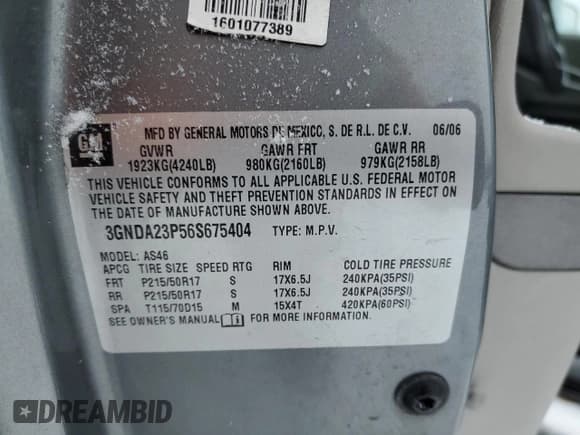 1601077389
GM MFD BY GENERAL MOTORS DE MEXICO, S. DE R.L. DE C.V. 06/06
GVWR GAWR FRT GAWR RR
1923KG(4240LB) 980KG(2160LB) 979KG(2158LB)
THIS VEHICLE CONFORMS TO ALL APPLICABLE U.S. FEDERAL MOTOR
VEHICLE SAFETY AND THEFT PREVENTION STANDARDS IN EFFECT ON
THE DATE OF MANUFACTURE SHOWN ABOVE.
3GNDA23P56S675404 TYPE: M.P.V.
MODEL: AS46
APCG TIRE SIZE SPEED RTG RIM COLD TIRE PRESSURE
FRT P215/50R17 S 17X6.5J 240KPA(35PSI)
RR P215/50R17 S 17X6.5J 240KPA(35PSI)
SPA T115/70D15 M 15X4T 420KPA(60PSI)
SEE OWNER'S MANUAL FOR MORE INFORMATION.
DREAMBID